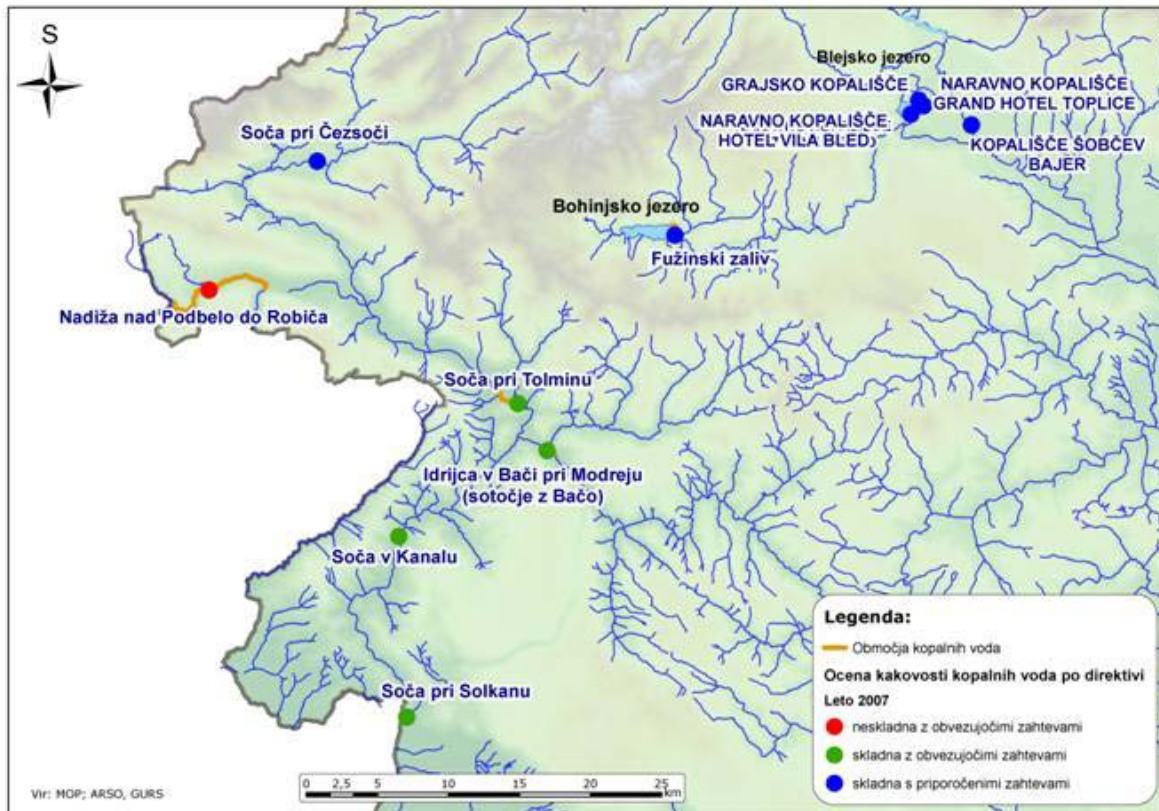 S
Blejsko jezero
GRAJSKO KOPALIŠČE
NARAVNO KOPALIŠČE
GRAND HOTEL TOPLICE
NARAVNO KOPALIŠČE
HOTEL VILA BLED
KOPALIŠČE ŠOBČEV
BAJER
Soča pri Čezsoči
Bohinjsko jezero
Fužinski zaliv
Nadiža nad Podbelo do Robiča
Soča pri Tolminu
Idrijca v Bači pri Modreju
(sotočje z Bačo)
Soča v Kanalu
Soča pri Solkanu
Legenda:
Območja kopalnih voda
Ocena kakovosti kopalnih voda po direktivi
Leto 2007
neskladna z obvezujočimi zahtevami
skladna z obvezujočimi zahtevami
skladna s priporočenimi zahtevami
0 2,5 5 10 15 20 25
km
Vir: MOP; ARSO, GURS